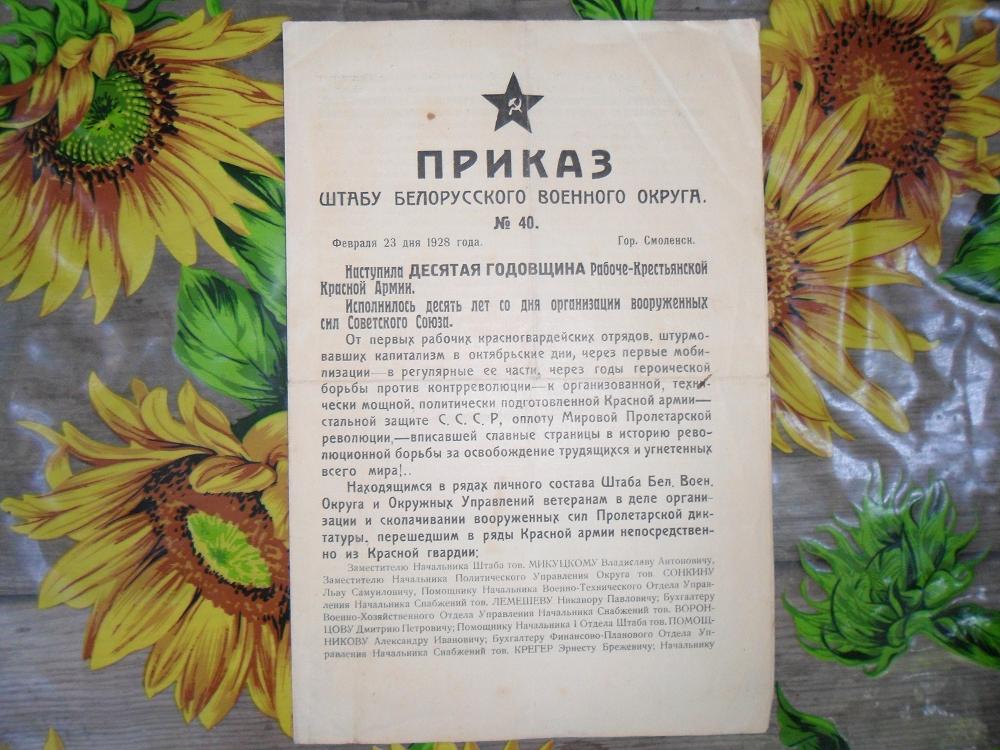 ПРИКАЗ
ШТАБУ БЕЛОРУССКОГО ВОЕННОГО ОКРУГА.
№ 40.
Февраля 23 дня 1928 года. Гор. Смоленск.
Наступила ДЕСЯТАЯ ГОДОВЩИНА Рабоче-Крестьянской
Красной Армии.
Исполнилось десять лет со дня организации вооруженных
сил Советского Союза.
От первых рабочих красногвардейских отрядов, штурмо-
вавших капитализм в октябрьские дни, через первые моби-
лизации—в регулярные ее части, через годы героической
борьбы против контрреволюции—к организованной, техни-
чески мощной, политически подготовленной Красной армии—
стальной защите С. С. С. Р, оплоту Мировой Пролетарской
революции,—вписавшей славные страницы в историю рево-
люционной борьбы за освобождение трудящихся и угнетенных
всего мира!..
Находящимся в рядах личного состава Штаба Бел. Воен.
Округа и Окружных Управлений ветеранам в деле органи-
зации и сколачивании вооруженных сил Пролетарской дик-
татуры, перешедшим в ряды Красной армии непосредствен-
но из Красной гвардии:
Заместителю Начальника Штаба тов. МИКУЦКОМУ Владиславу Антоновичу,
Заместителю Начальника Политического Управления Округа тов. СОНКИНУ
Льву Самуиловичу, Помощнику Начальника Военно-Технического Отдела Управ-
ления Начальника Снабжений тов. ЛЕМЕШЕВУ Никанору Павловичу; Бухгалтеру
Военно-Хозяйственного Отдела Управления Начальника Снабжений тов. ВОРОН-
ЦОВУ Дмитрию Петровичу; Помощнику Начальника I Отдела Штаба тов. ПОМОЩ-
НИКОВУ Александру Ивановичу; Бухгалтеру Финансово-Планового Отдела Уп-
равления Начальника Снабжений тов. КРЕГЕР Эрнесту Брежевичу; Начальнику